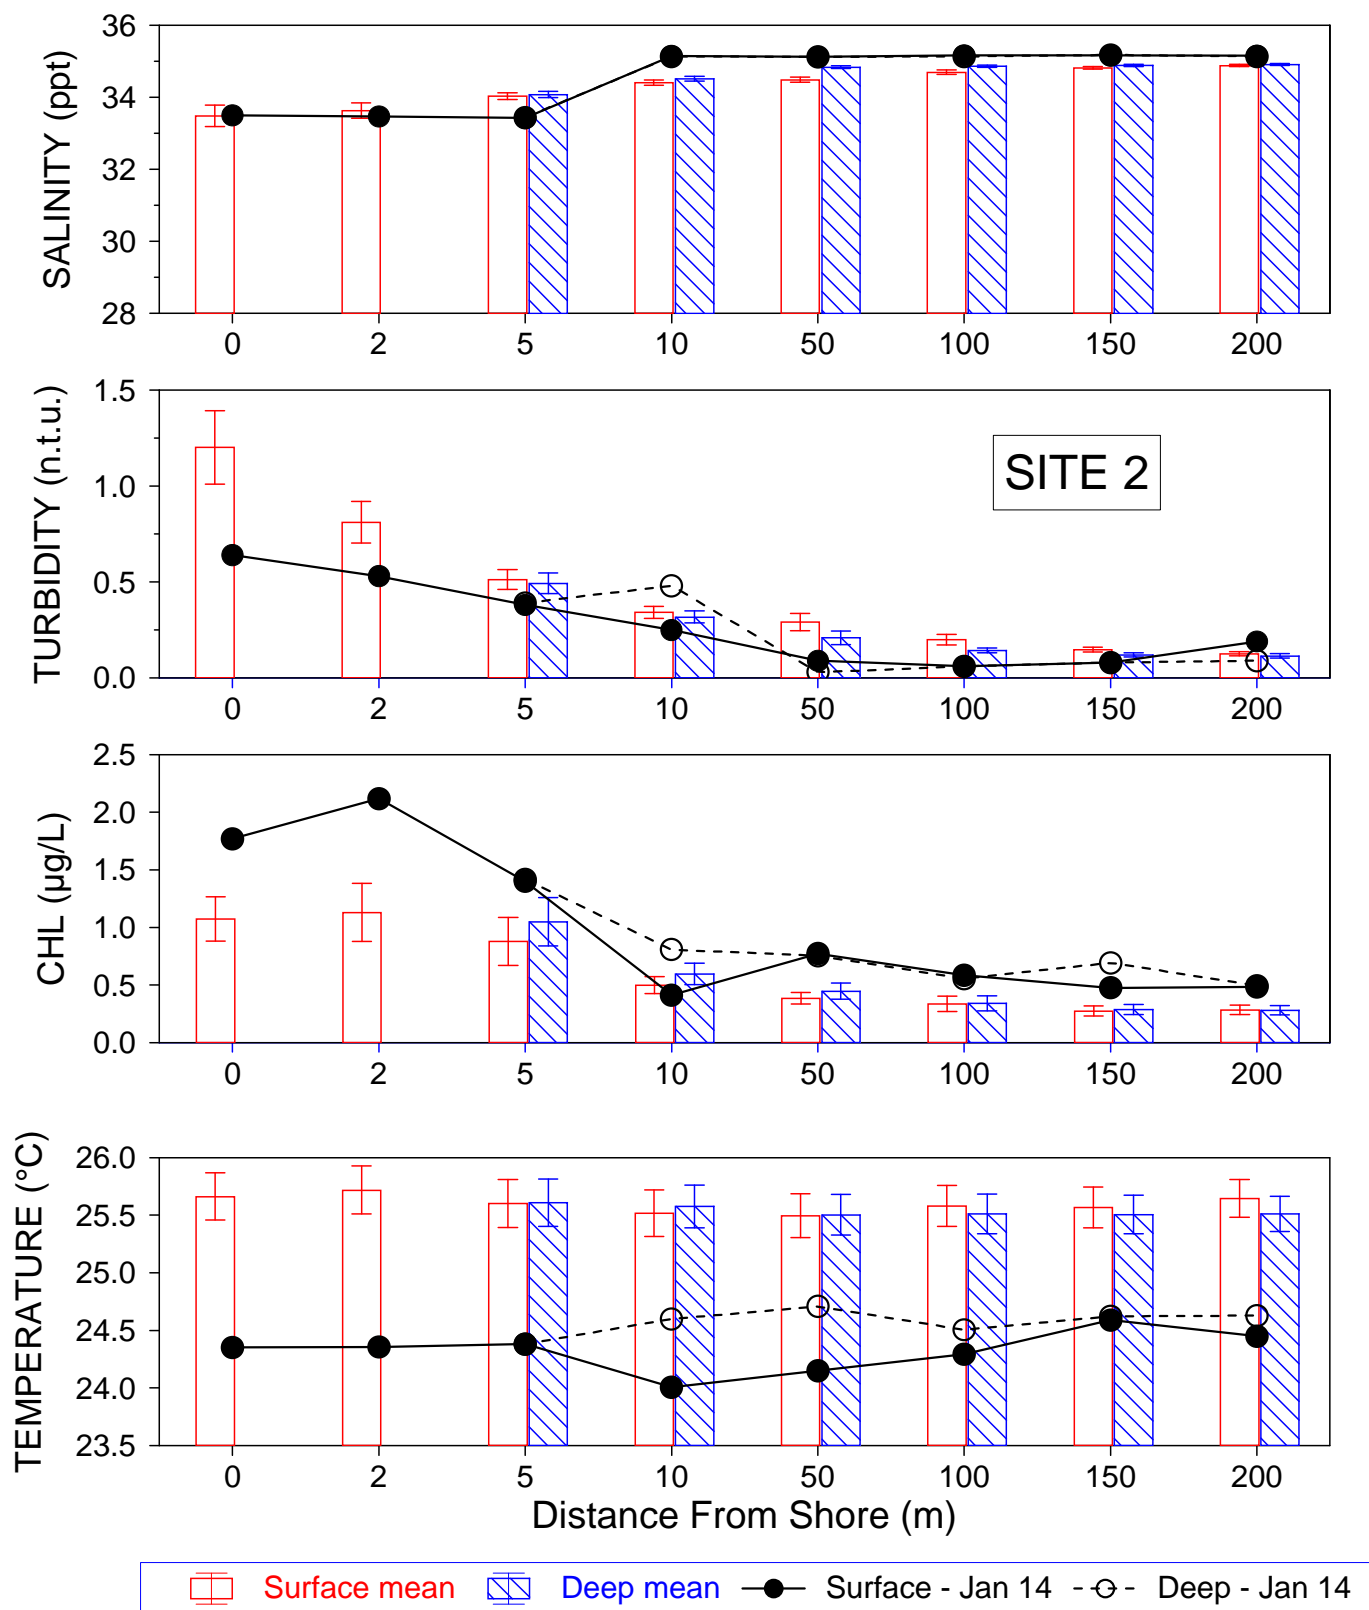 SALINITY (ppt)
36
34
32
30
28
0 2 5 10 50 100 150 200
TURBIDITY (n.t.u.)
1.5
1.0
0.5
0.0
SITE 2
0 2 5 10 50 100 150 200
CHL (µg/L)
2.5
2.0
1.5
1.0
0.5
0.0
0 2 5 10 50 100 150 200
TEMPERATURE (°C)
26.0
25.5
25.0
24.5
24.0
23.5
0 2 5 10 50 100 150 200
Distance From Shore (m)
Surface mean Deep mean Surface - Jan 14 Deep - Jan 14